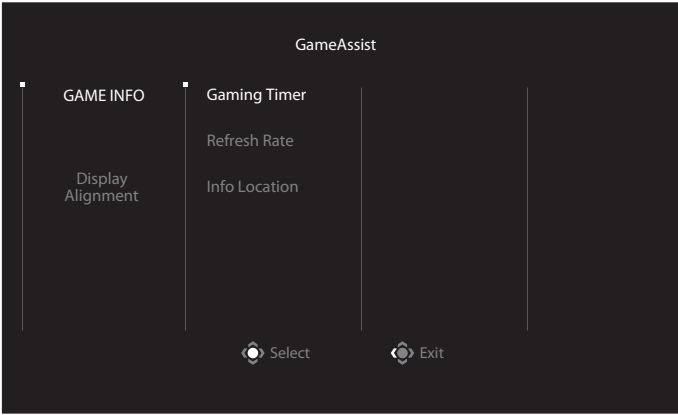 GameAssist
GAME INFO
Gaming Timer
Refresh Rate
Display
Alignment
Info Location
Select
Exit